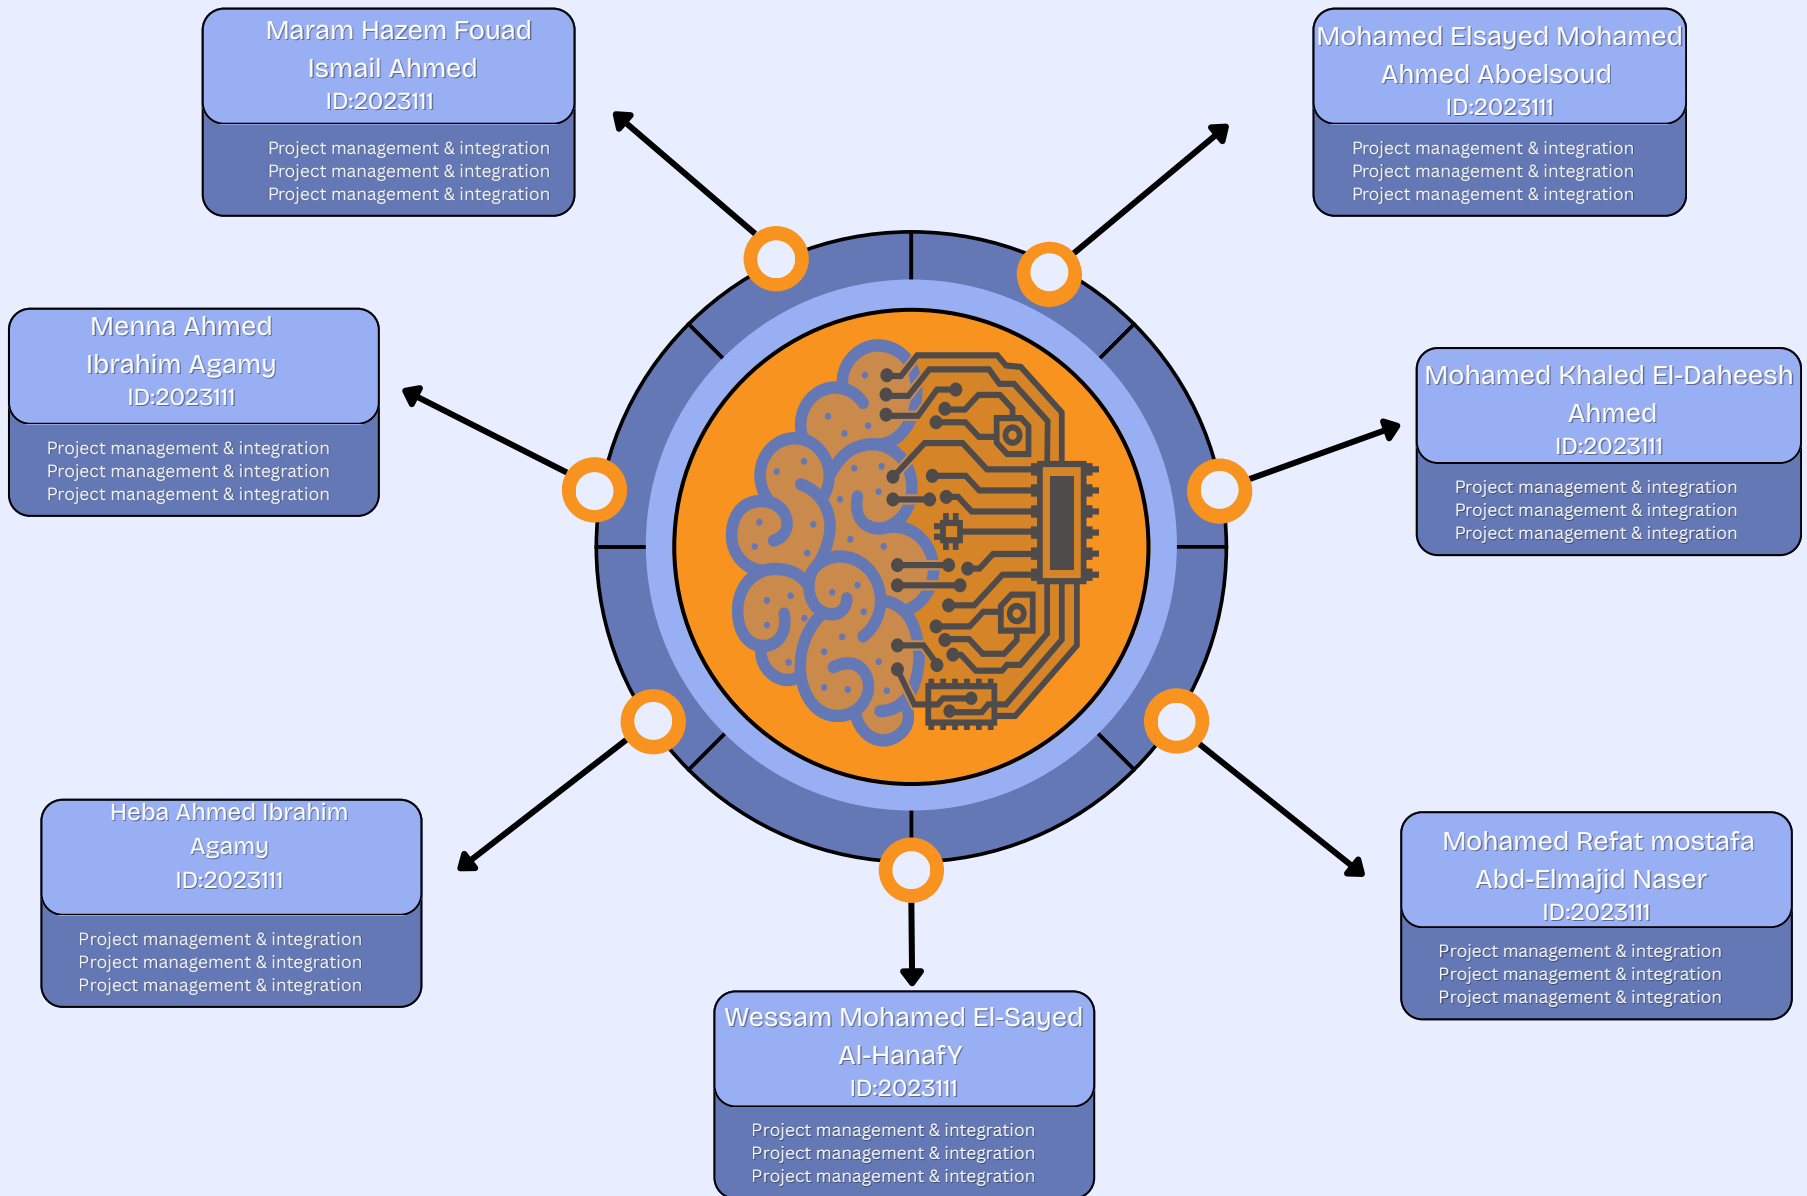 Maram Hazem Fouad
Ismail Ahmed
ID:2023111
Project management & integration
Project management & integration
Project management & integration
Mohamed Elsayed Mohamed
Ahmed Aboelsoud
ID:2023111
Project management & integration
Project management & integration
Project management & integration
Menna Ahmed
Ibrahim Agamy
ID:2023111
Project management & integration
Project management & integration
Project management & integration
Mohamed Khaled El-Daheesh
Ahmed
ID:2023111
Project management & integration
Project management & integration
Project management & integration
Heba Ahmed Ibrahim
Agamy
ID:2023111
Project management & integration
Project management & integration
Project management & integration
Mohamed Refat mostafa
Abd-Elmajid Naser
ID:2023111
Project management & integration
Project management & integration
Project management & integration
Wessam Mohamed El-Sayed
Al-HanafY
ID:2023111
Project management & integration
Project management & integration
Project management & integration